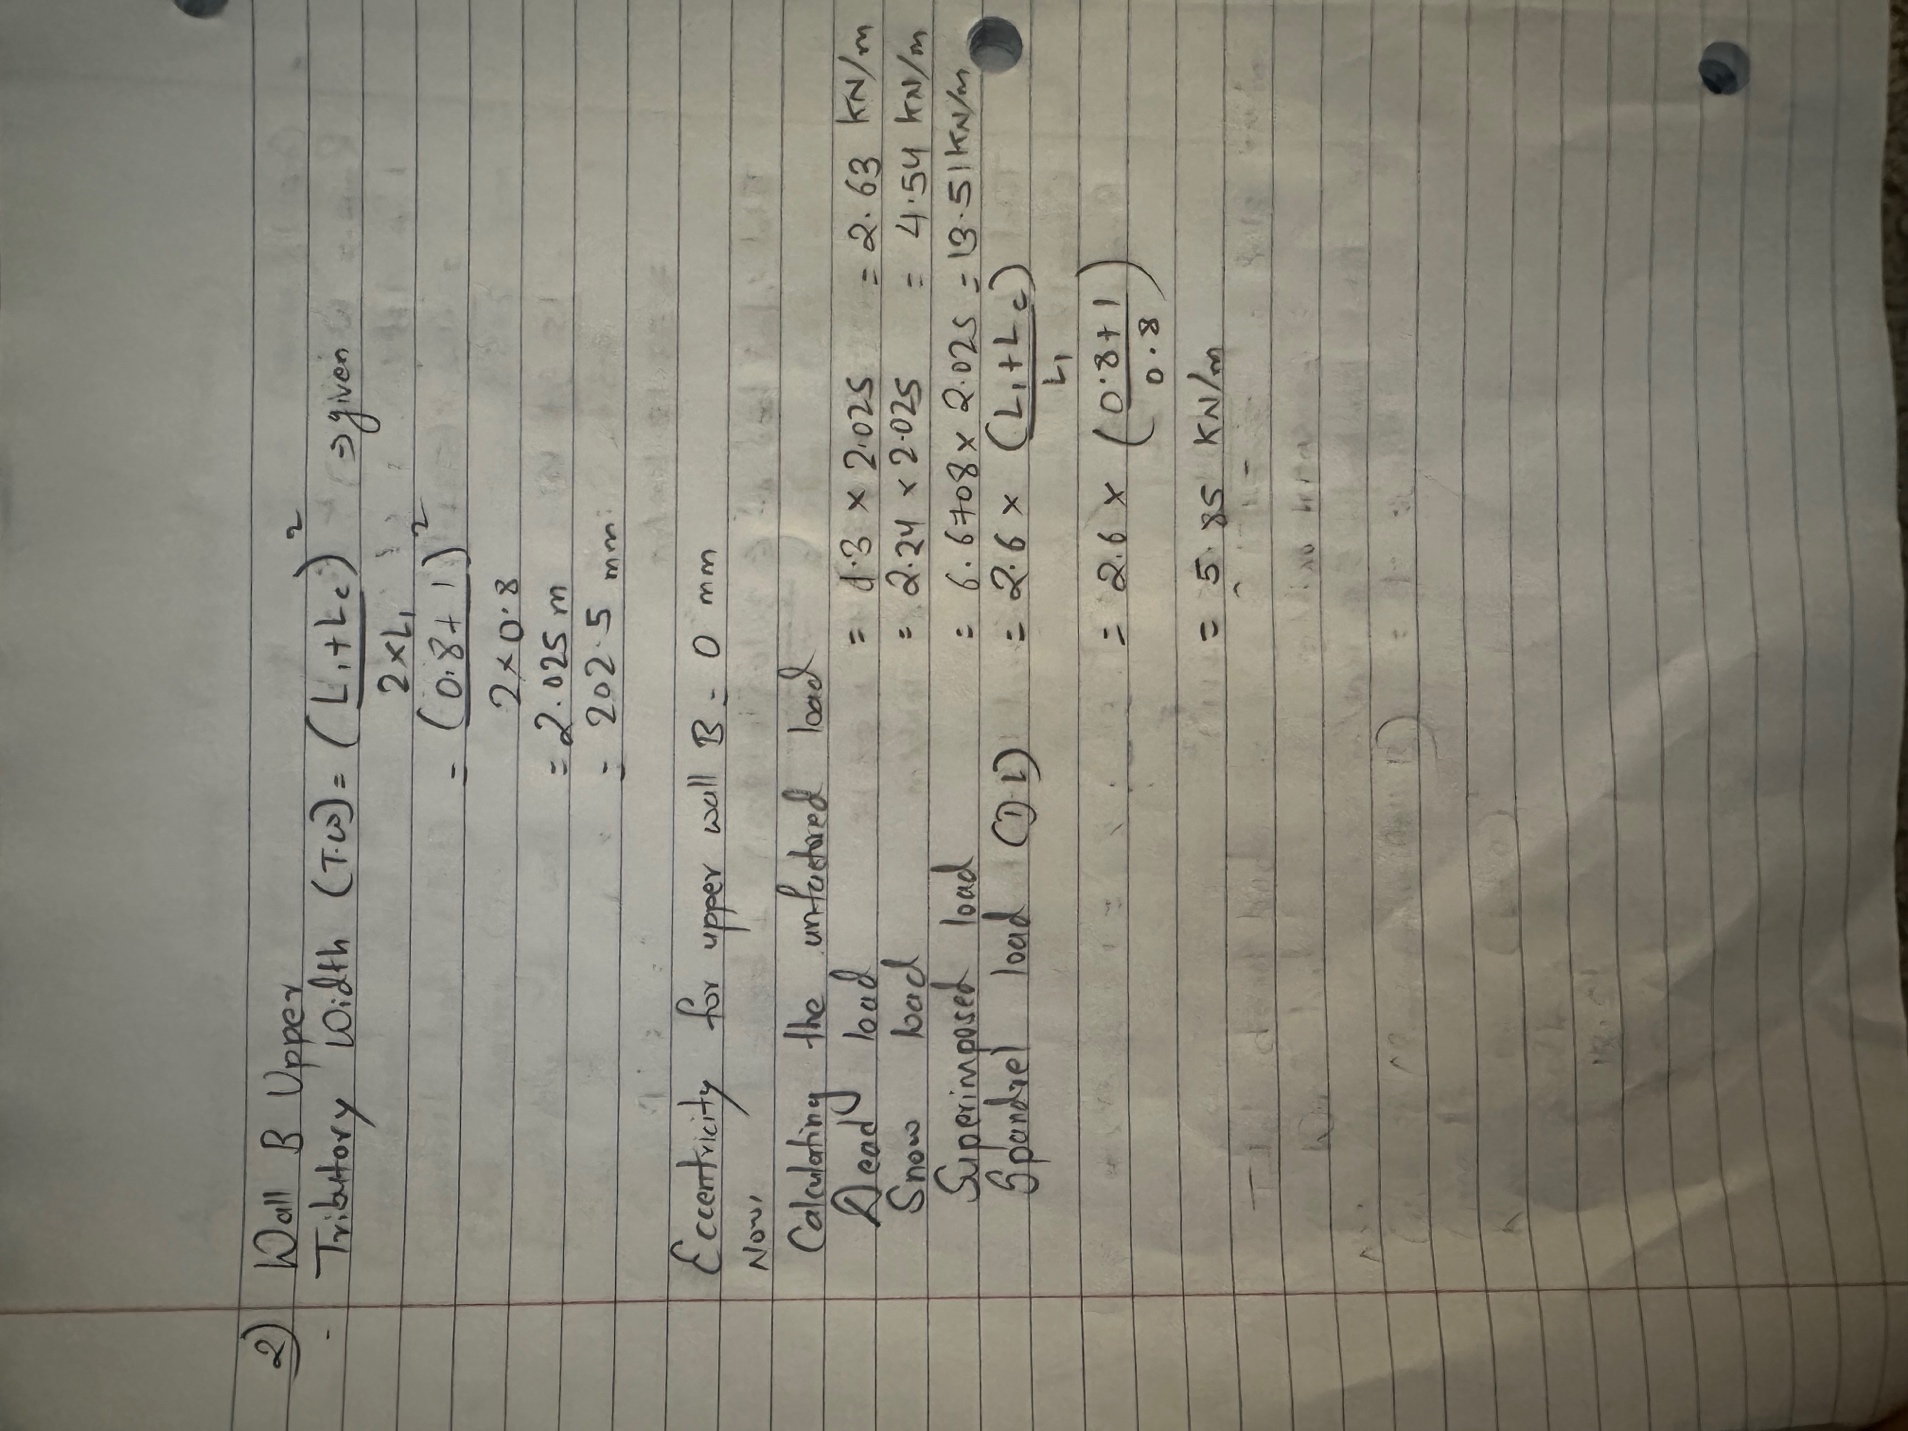 2) Wall B Upper
- Tributory Width (T.W) = (L₁+Lc)² ⇒ given
2×L₁
= (0.8+1)²
2×0.8
= 2.025 m
= 202.5 mm
Eccentricity for upper wall B = 0 mm
Now,
Calculating the unfactored load
Dead load = 1.3 × 2.025 = 2.63 KN/m
Snow load = 2.24 × 2.025 = 4.54 KN/m
Superimposed load = 6.6708 × 2.025 = 13.51 KN/m
Spandrel load (D.L) = 2.6 × (L₁+Lc)
L₁
= 2.6 × (0.8+1)
0.8
= 5.85 KN/m